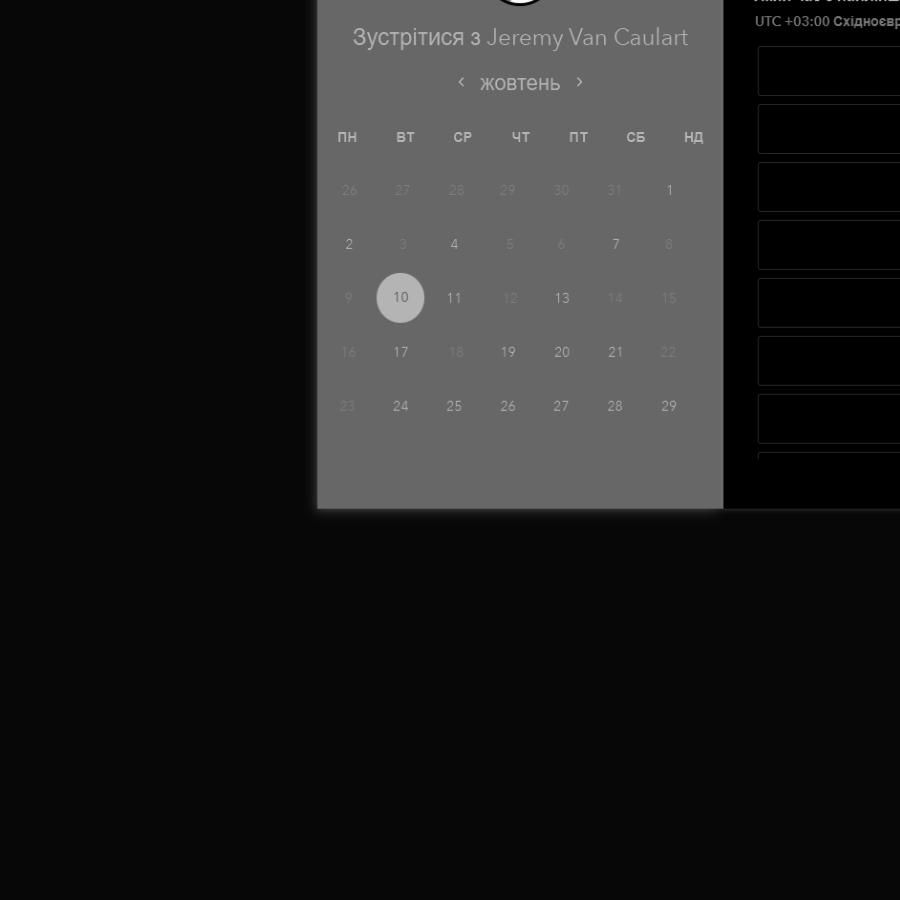 Зустрітися з Jeremy Van Caulart
‹ жовтень ›
ПН ВТ СР ЧТ ПТ СБ НД
26 27 28 29 30 31 1
2 3 4 5 6 7 8
9 10 11 12 13 14 15
16 17 18 19 20 21 22
23 24 25 26 27 28 29
UTC +03:00